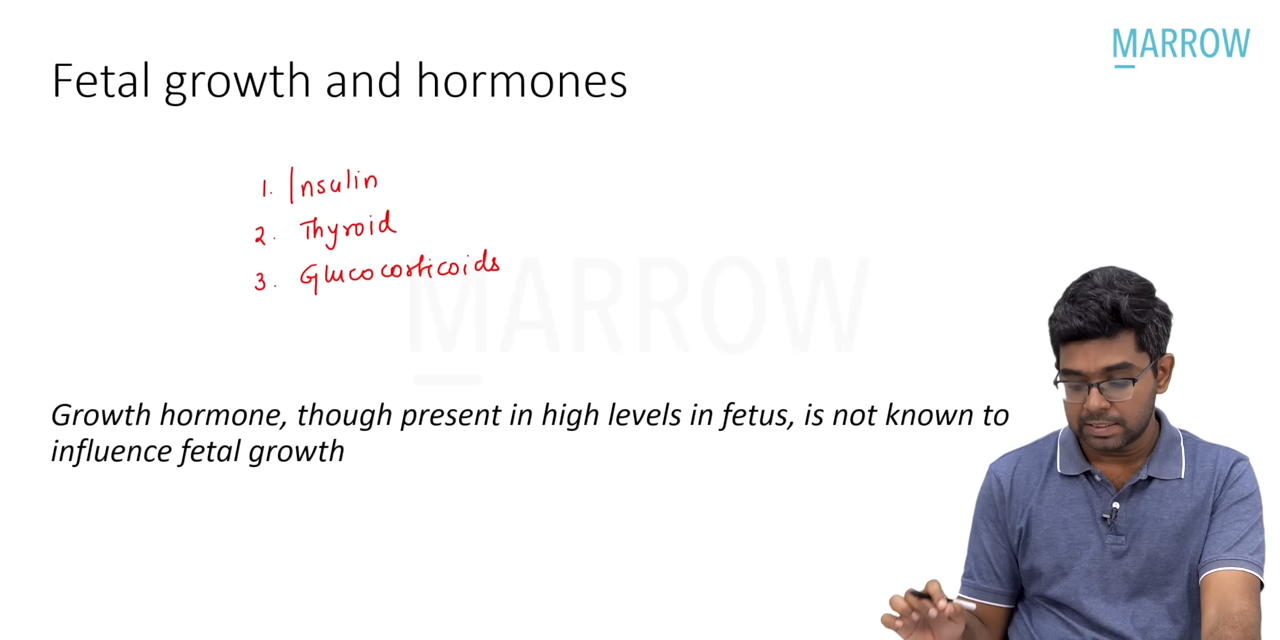 MARROW
Fetal growth and hormones
1. Insulin
2. Thyroid
3. Glucocorticoids
MARROW
Growth hormone, though present in high levels in fetus, is not known to
influence fetal growth